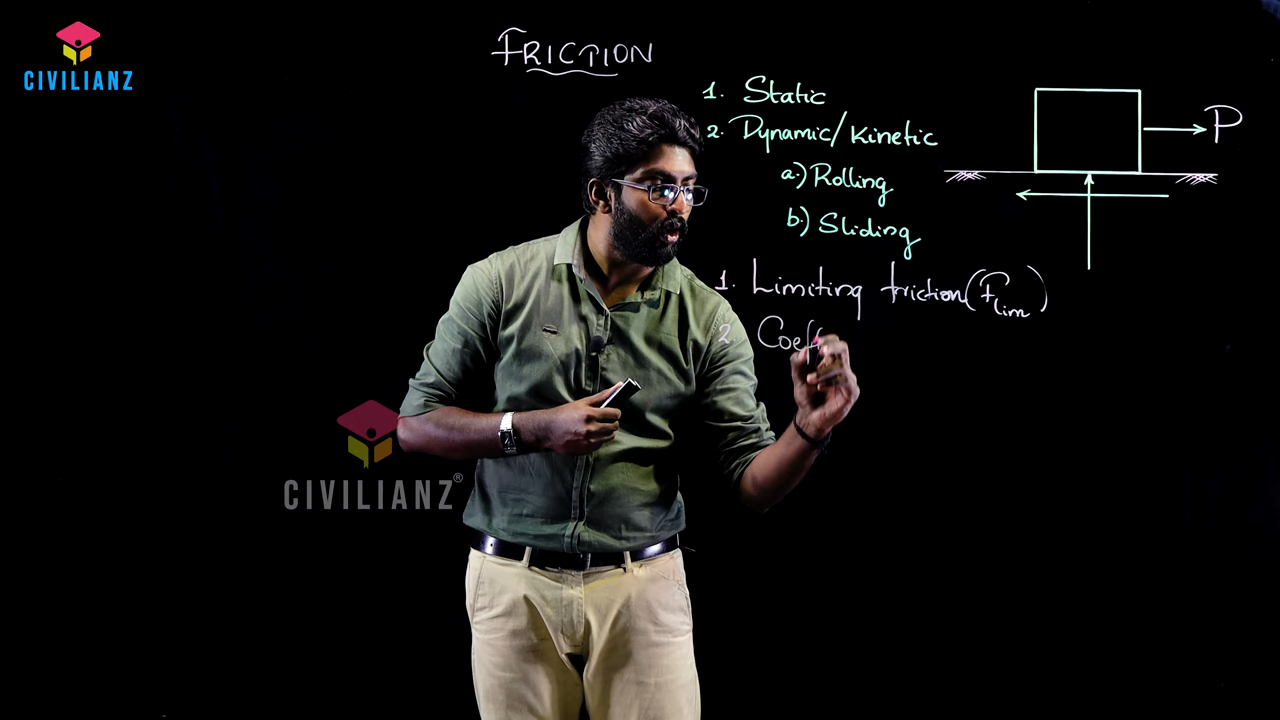 CIVILIANZ
FRICTION
1. Static
2. Dynamic/Kinetic
a.) Rolling
b.) Sliding
P
1. Limiting friction (Flim)
2. Coeff
CIVILIANZ®